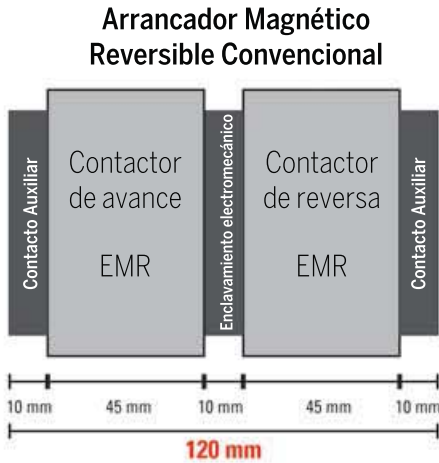 Arrancador Magnético
Reversible Convencional
Contacto Auxiliar
Contactor
de avance
EMR
Enclavamiento electromecánico
Contactor
de reversa
EMR
Contacto Auxiliar
10 mm
45 mm
10 mm
45 mm
10 mm
120 mm